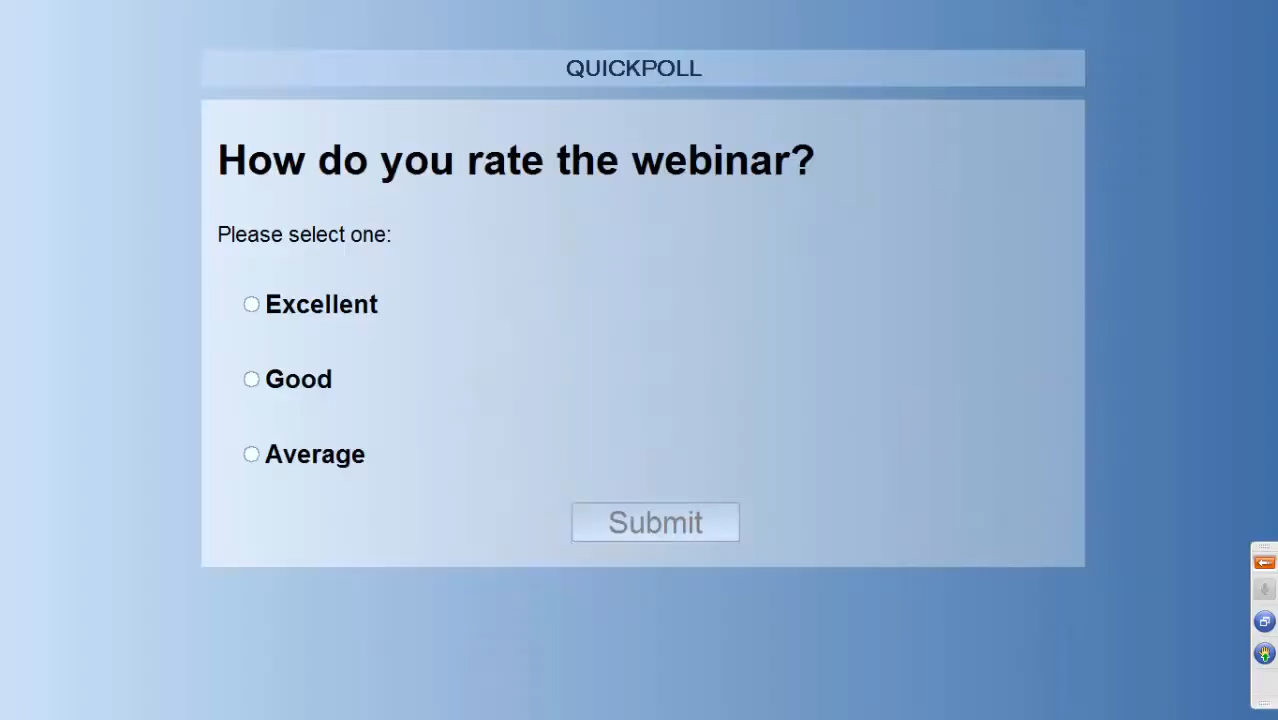 QUICKPOLL
How do you rate the webinar?
Please select one:
Excellent
Good
Average
Submit